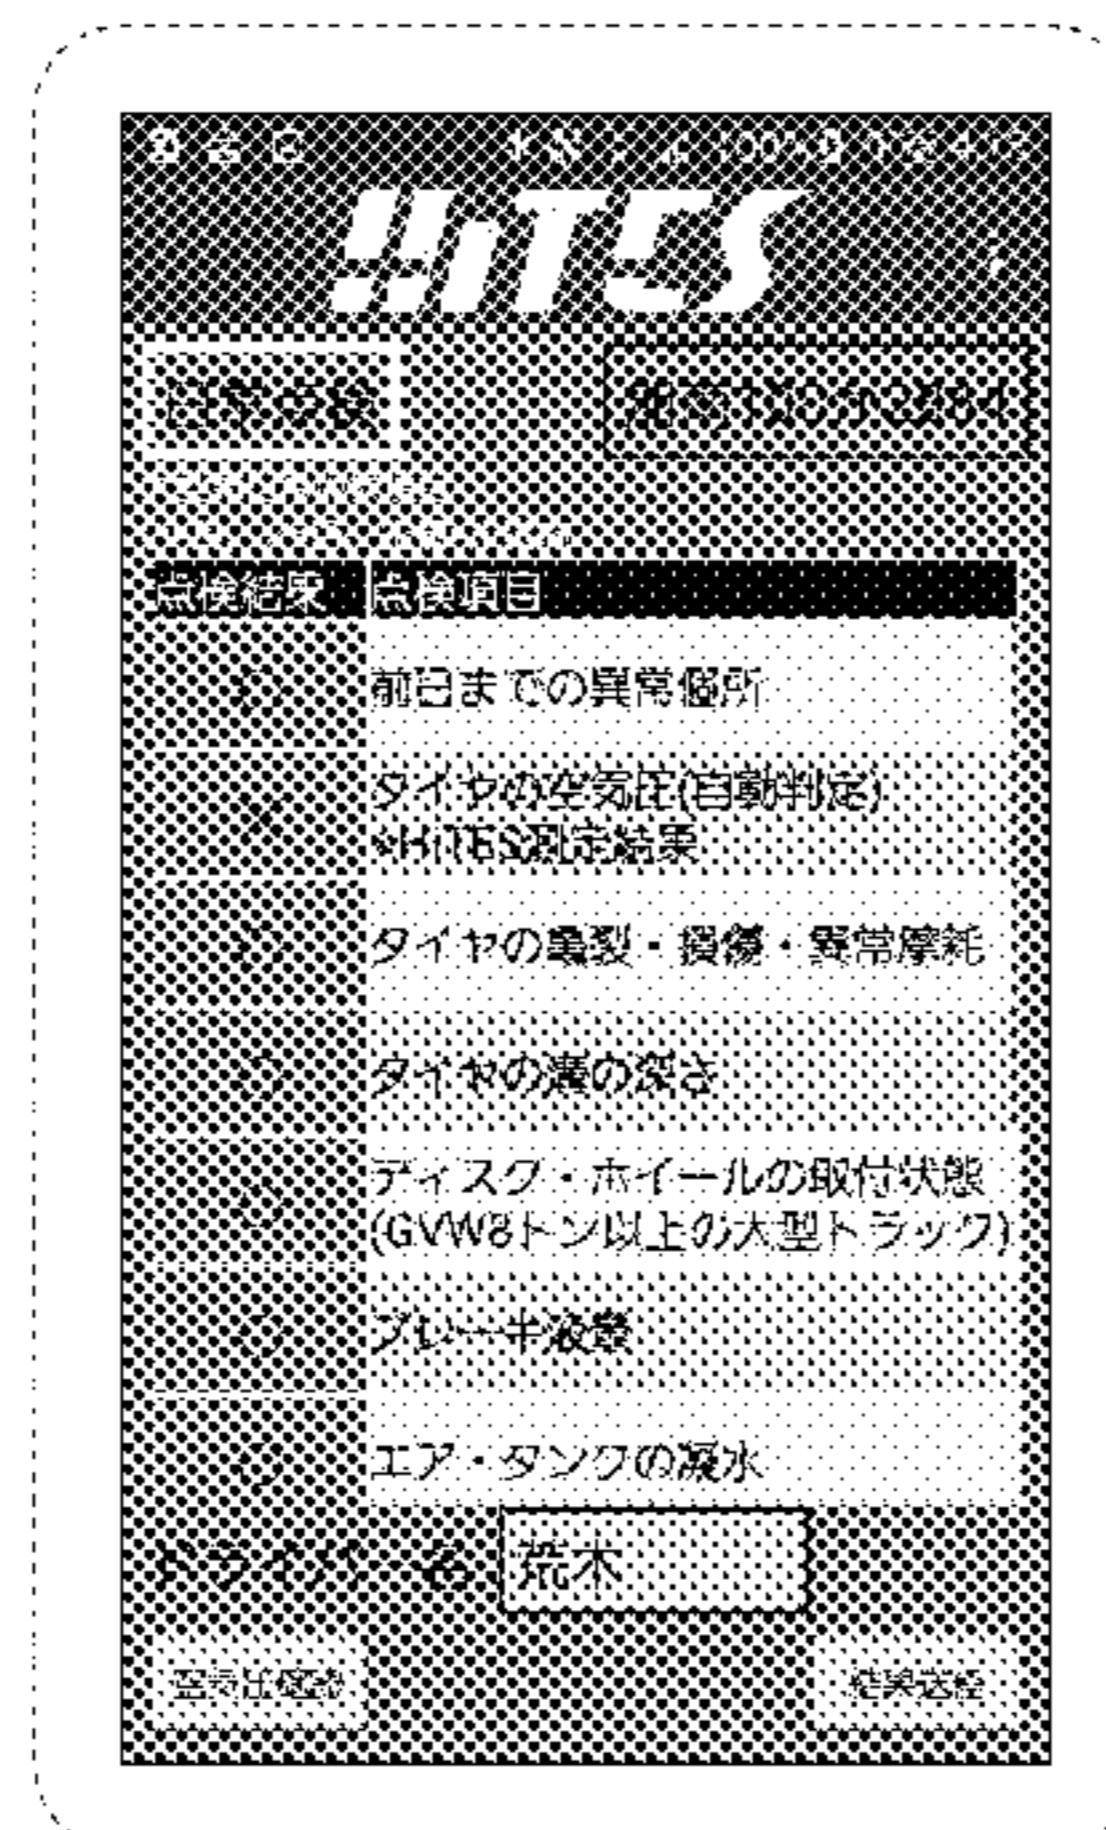 HiTES
日常点検
点検結果 点検項目
前日までの異常個所
タイヤの空気圧(自動判定)
※HiTES測定結果
タイヤの亀裂・損傷・異常摩耗
タイヤの溝の深さ
ディスク・ホイールの取付状態
(GVW8トン以上の大型トラック)
ブレーキ液量
エア・タンクの凝水
ドライバー名 荒木
空気圧確認 結果送信